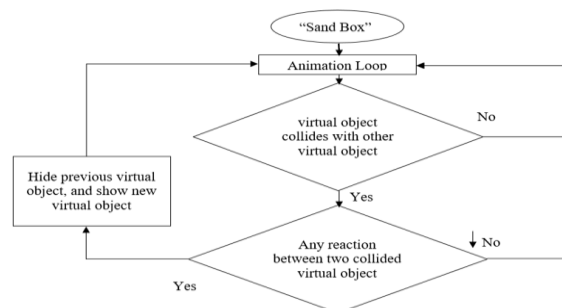 “Sand Box”
Animation Loop
virtual object
collides with other
virtual object
No
Hide previous virtual
object, and show new
virtual object
Yes
Any reaction
between two collided
virtual object
No
Yes